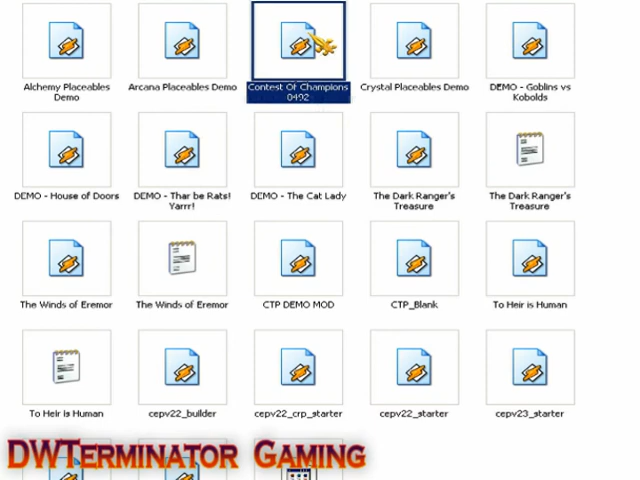 Alchemy Placeables
Demo
Arcana Placeables Demo
Contest Of Champions
0492
Crystal Placeables Demo
DEMO - Goblins vs
Kobolds
DEMO - House of Doors
DEMO - Thar be Rats!
Yarrr!
DEMO - The Cat Lady
The Dark Ranger's
Treasure
The Dark Ranger's
Treasure
The Winds of Eremor
The Winds of Eremor
CTP DEMO MOD
CTP_Blank
To Heir is Human
To Heir is Human
cepv22_builder
cepv22_crp_starter
cepv22_starter
cepv23_starter
DWTerminator Gaming